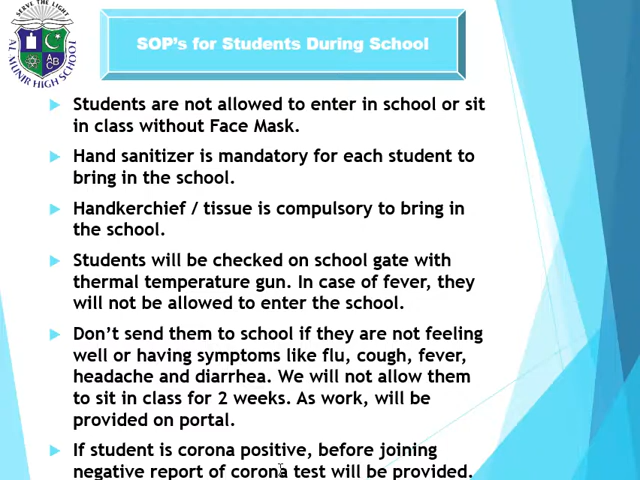 SERVE THE LIGHT
AL MUNIR HIGH SCHOOL
SOP's for Students During School
Students are not allowed to enter in school or sit
in class without Face Mask.
Hand sanitizer is mandatory for each student to
bring in the school.
Handkerchief / tissue is compulsory to bring in
the school.
Students will be checked on school gate with
thermal temperature gun. In case of fever, they
will not be allowed to enter the school.
Don't send them to school if they are not feeling
well or having symptoms like flu, cough, fever,
headache and diarrhea. We will not allow them
to sit in class for 2 weeks. As work, will be
provided on portal.
If student is corona positive, before joining
negative report of corona test will be provided.